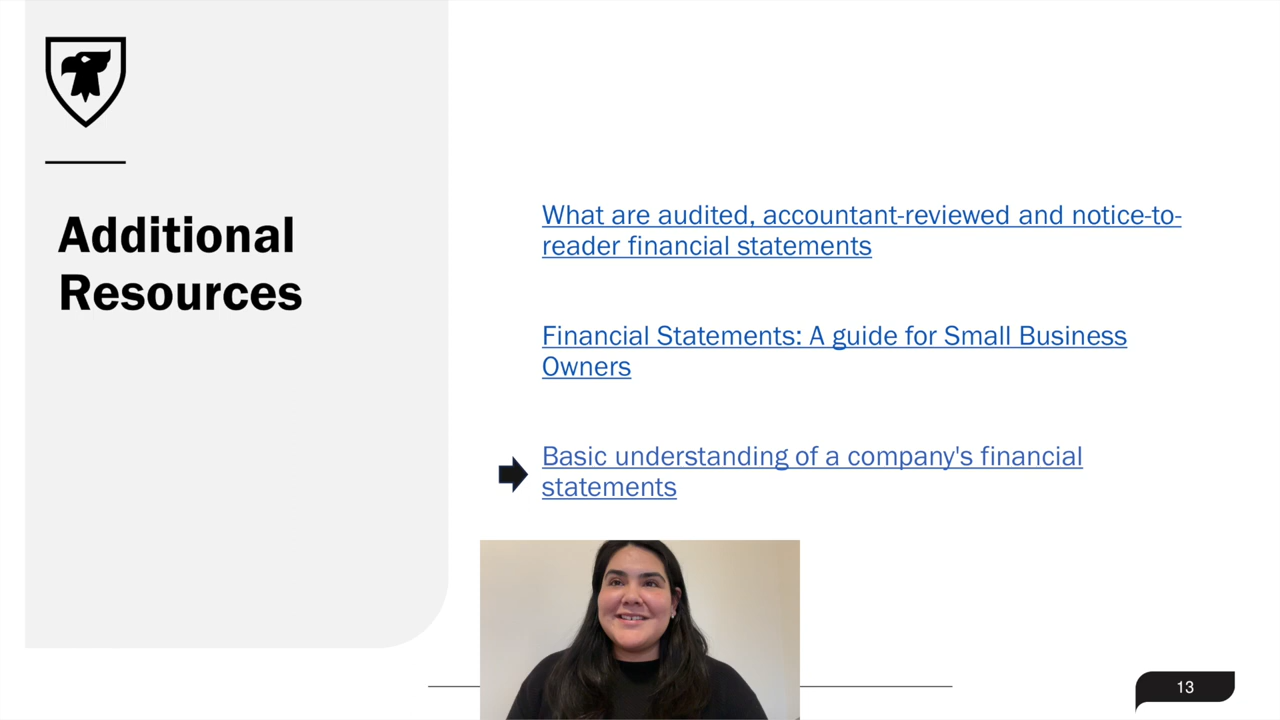 Additional
Resources
What are audited, accountant-reviewed and notice-to-
reader financial statements
Financial Statements: A guide for Small Business
Owners
Basic understanding of a company's financial
statements
13